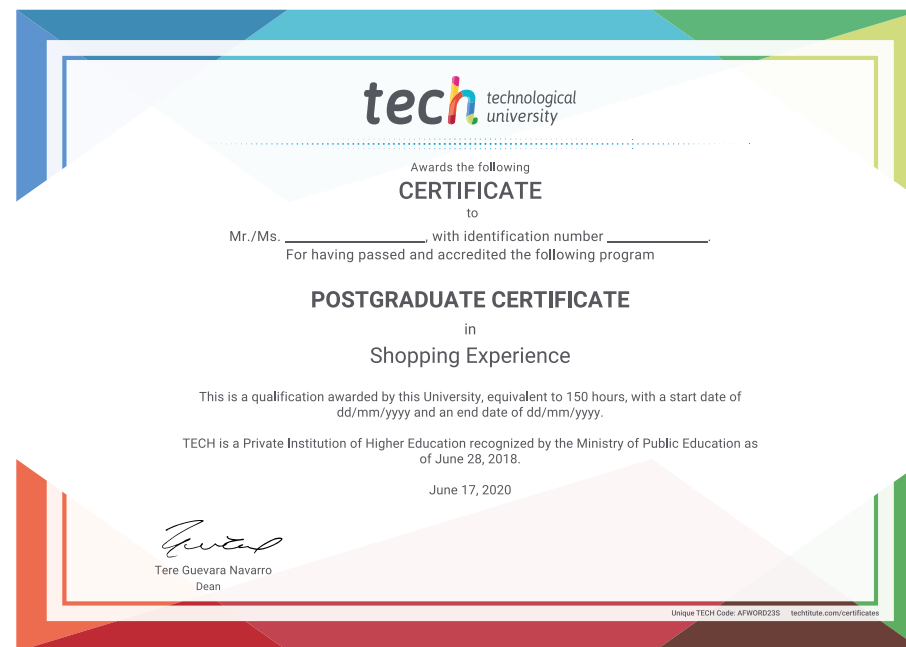 tech technological
university
Awards the following
CERTIFICATE
to
Mr./Ms. ____________________, with identification number ______________.
For having passed and accredited the following program
POSTGRADUATE CERTIFICATE
in
Shopping Experience
This is a qualification awarded by this University, equivalent to 150 hours, with a start date of
dd/mm/yyyy and an end date of dd/mm/yyyy.
TECH is a Private Institution of Higher Education recognized by the Ministry of Public Education as
of June 28, 2018.
June 17, 2020
Tere Guevara Navarro
Dean
Unique TECH Code: AFWORD23S techtitute.com/certificates